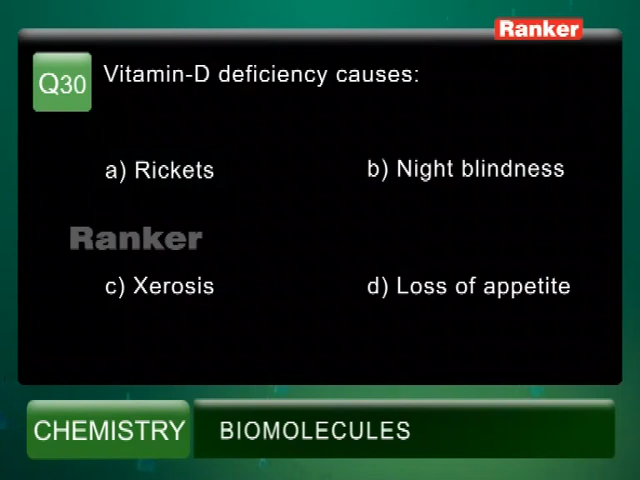 Ranker
Q30 Vitamin-D deficiency causes:
a) Rickets b) Night blindness
Ranker
c) Xerosis d) Loss of appetite
CHEMISTRY BIOMOLECULES